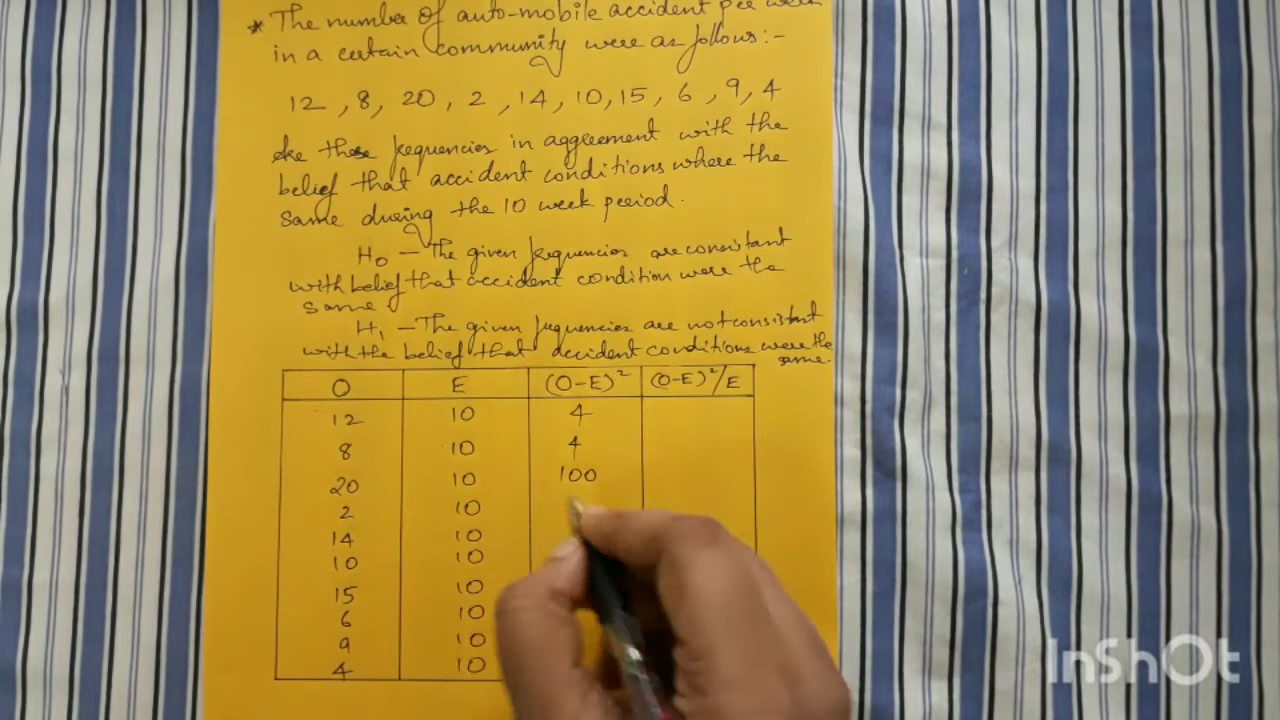 * The number of auto-mobile accident per week
in a certain community were as follows:-
12, 8, 20, 2, 14, 10, 15, 6, 9, 4
Are these frequencies in aggreement with the
belief that accident conditions where the
same during the 10 week period.
H0 - The given frequencies are consistant
with belief that accident condition were the
same.
H1 - The given frequencies are not consistent
with the belief that accident conditions were the
same.
O E (O-E)² (O-E)²/E
12 10 4
8 10 4
20 10 100
2 10
14 10
10 10
15 10
6 10
9 10
4 10
InShOt